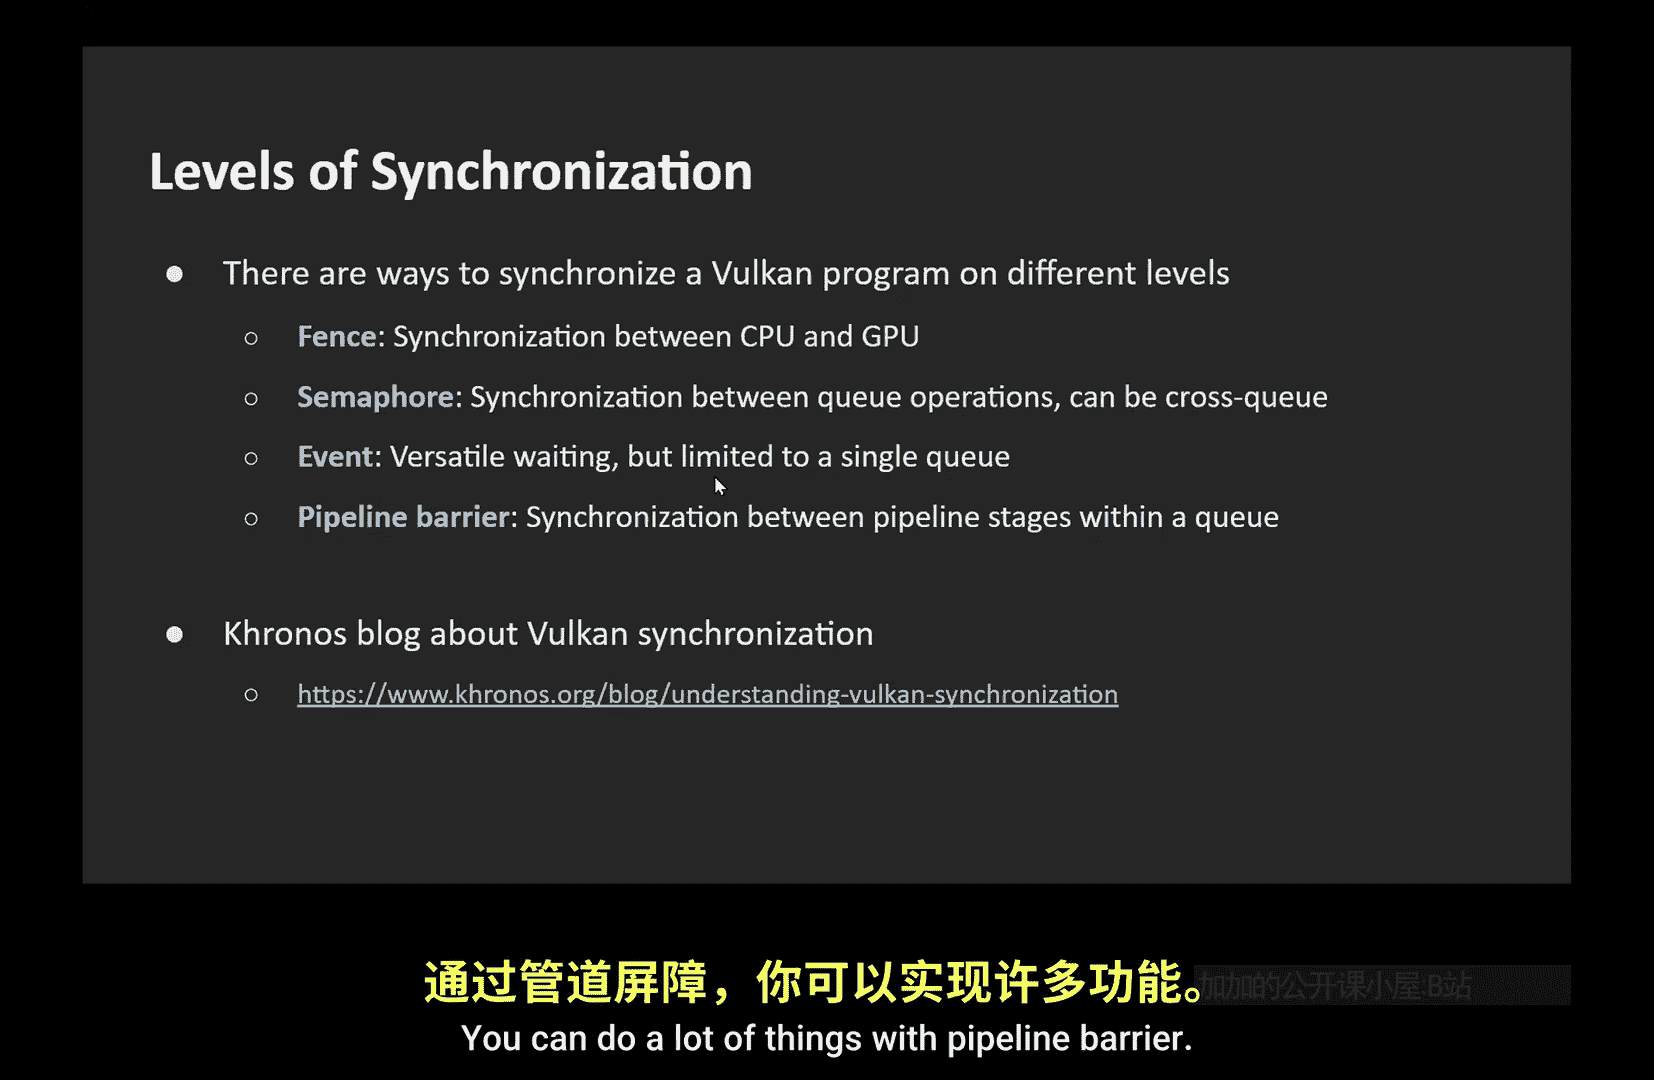 Levels of Synchronization
● There are ways to synchronize a Vulkan program on different levels
○ Fence: Synchronization between CPU and GPU
○ Semaphore: Synchronization between queue operations, can be cross-queue
○ Event: Versatile waiting, but limited to a single queue
○ Pipeline barrier: Synchronization between pipeline stages within a queue
● Khronos blog about Vulkan synchronization
○ https://www.khronos.org/blog/understanding-vulkan-synchronization
通过管道屏障，你可以实现许多功能。
加加的公开课小屋:B站
You can do a lot of things with pipeline barrier.